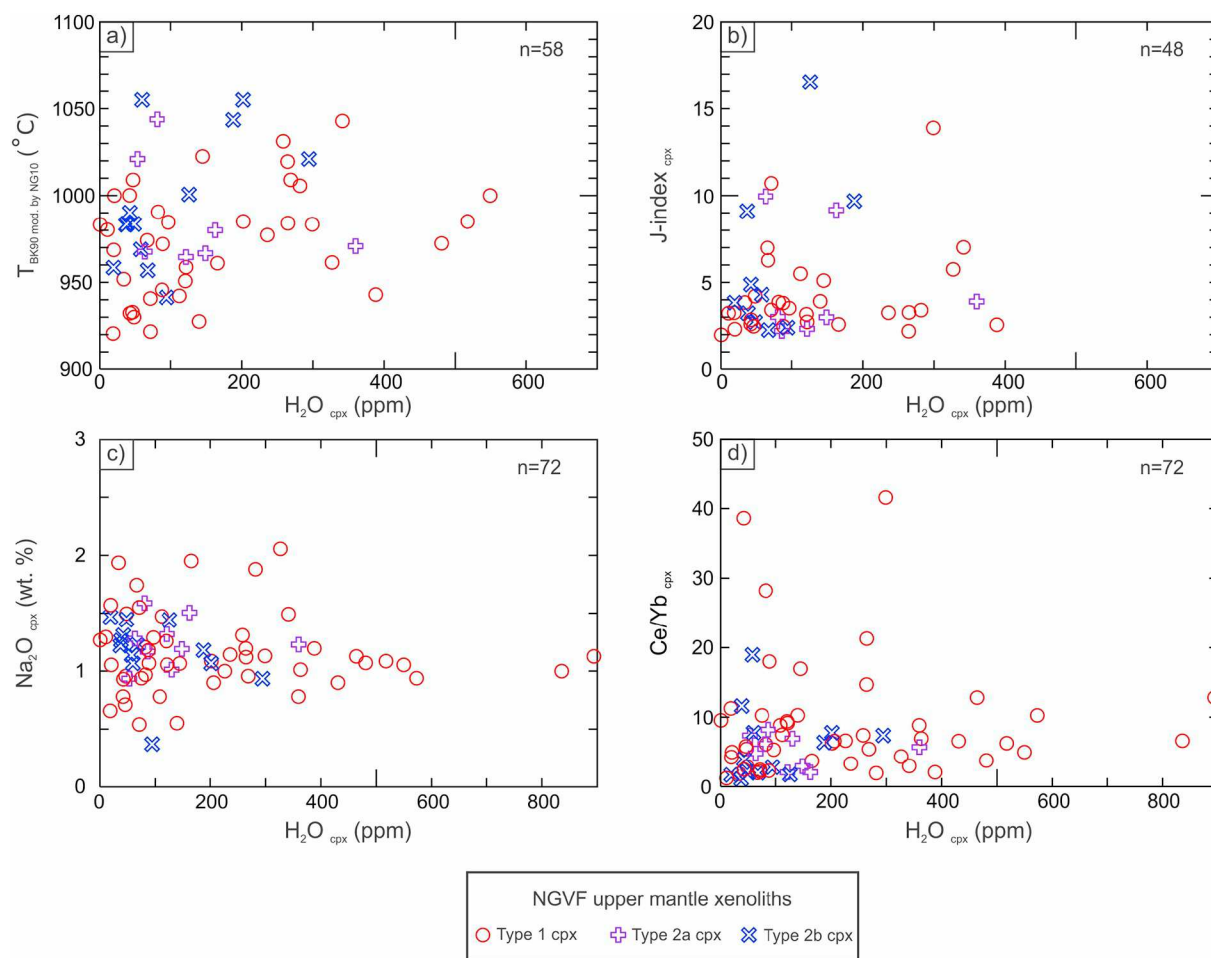 a)
n=58
1100
1050
1000
950
900
T BK90 mod. by NG10 (°C)
0 200 400 600
H2O cpx (ppm)
b)
n=48
20
15
10
5
0
J-index cpx
0 200 400 600
H2O cpx (ppm)
c)
n=72
3
2
1
0
Na2O cpx (wt. %)
0 200 400 600 800
H2O cpx (ppm)
d)
n=72
50
40
30
20
10
0
Ce/Yb cpx
0 200 400 600 800
H2O cpx (ppm)
NGVF upper mantle xenoliths
Type 1 cpx Type 2a cpx Type 2b cpx